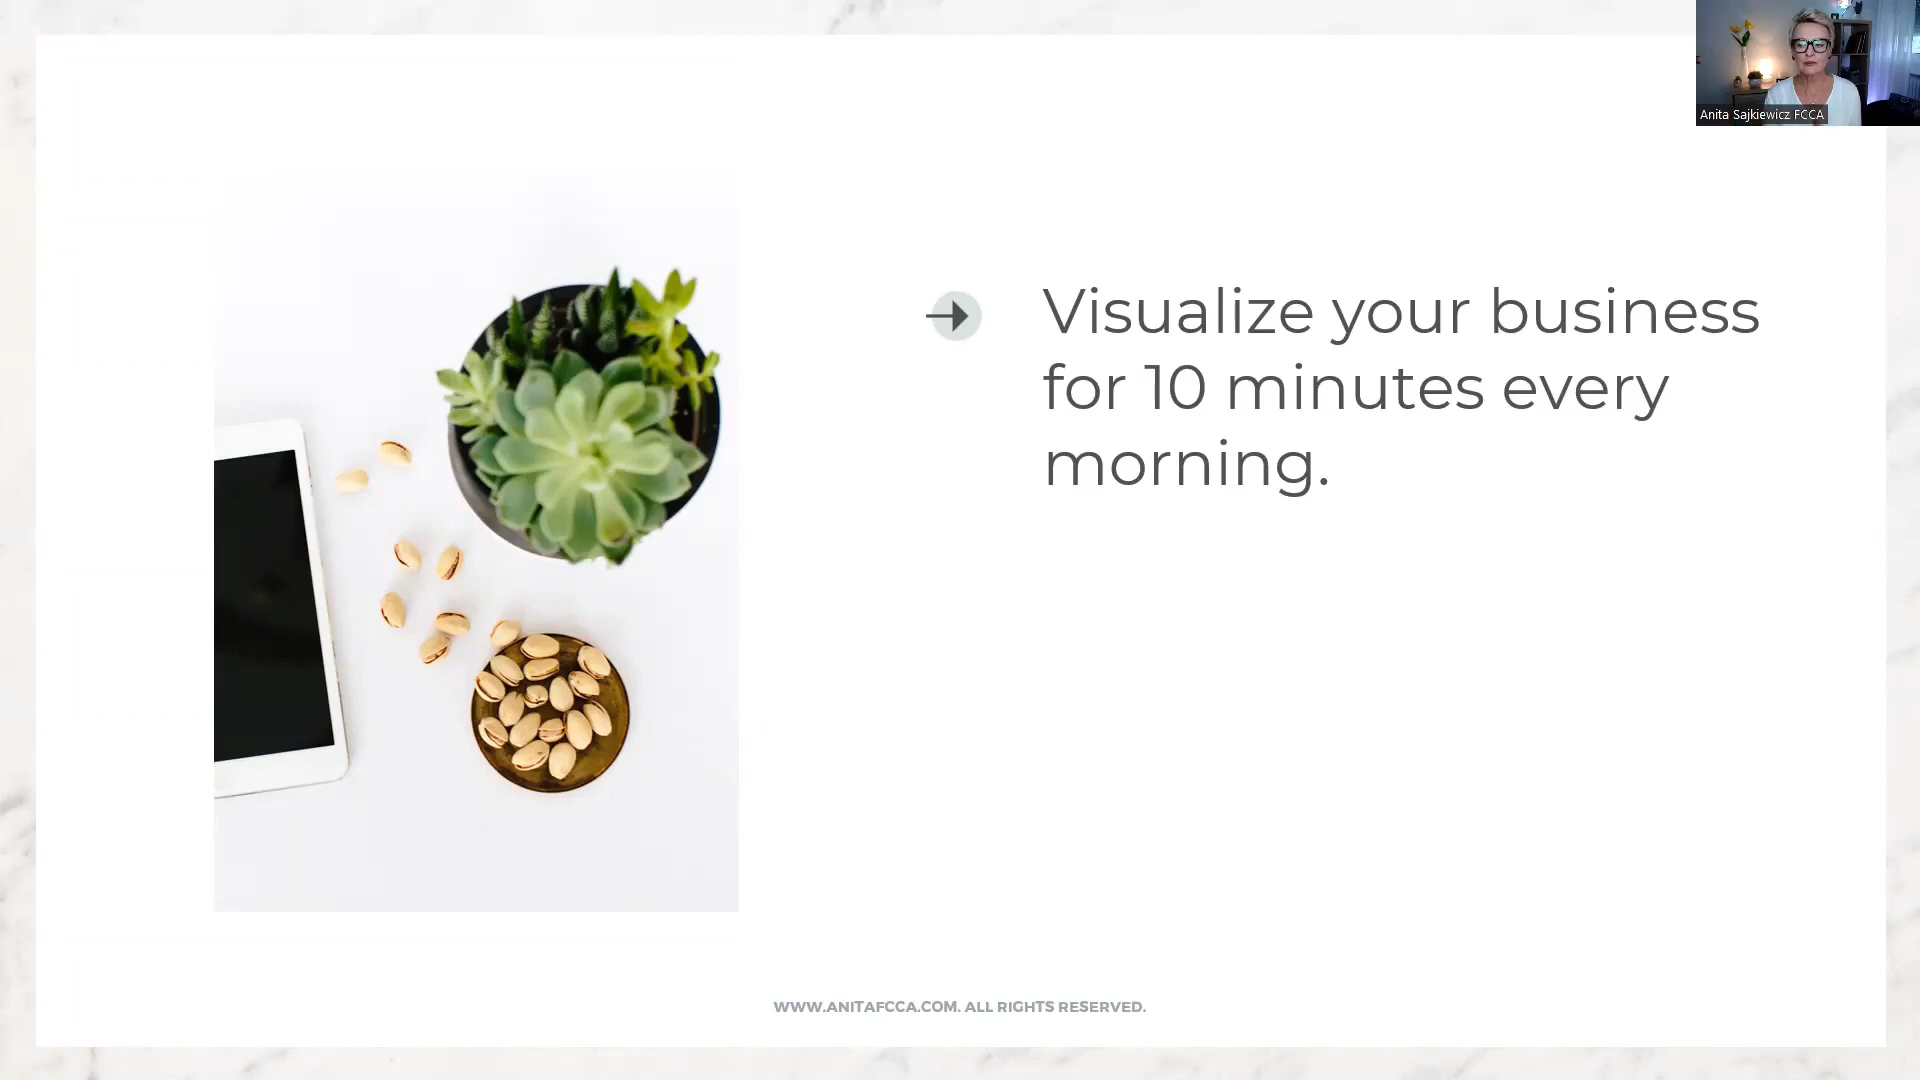 Anita Sajkiewicz FCCA
Visualize your business
for 10 minutes every
morning.
WWW.ANITAFCCA.COM. ALL RIGHTS RESERVED.